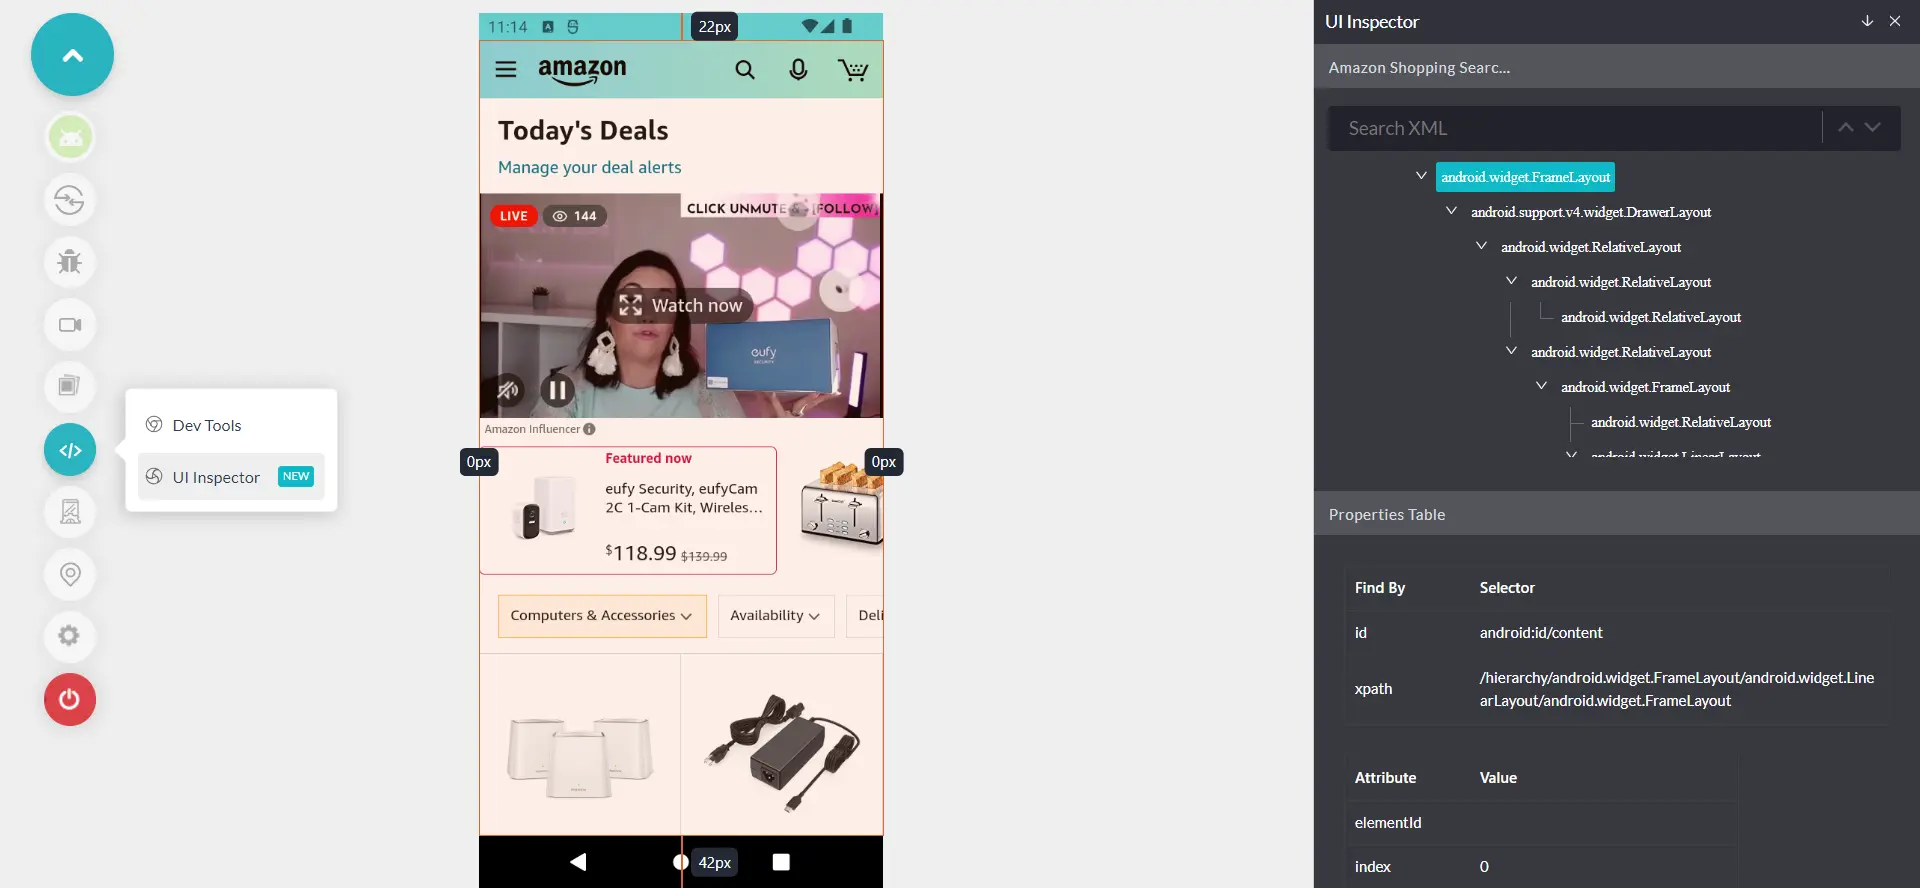 Dev Tools
UI Inspector NEW
11:14
22px
amazon
Today's Deals
Manage your deal alerts
LIVE 144
CLICK UNMUTE & [FOLLOW]
Watch now
eufy
SECURITY
Amazon Influencer
0px
0px
Featured now
eufy Security, eufyCam
2C 1-Cam Kit, Wireles...
$118.99 $139.99
Computers & Accessories
Availability
Deli
42px
UI Inspector
Amazon Shopping Searc...
Search XML
android.widget.FrameLayout
android.support.v4.widget.DrawerLayout
android.widget.RelativeLayout
android.widget.RelativeLayout
android.widget.RelativeLayout
android.widget.RelativeLayout
android.widget.FrameLayout
android.widget.RelativeLayout
android.widget.LinearLayout
Properties Table
Find By Selector
id android:id/content
xpath /hierarchy/android.widget.FrameLayout/android.widget.Line
arLayout/android.widget.FrameLayout
Attribute Value
elementId
index 0